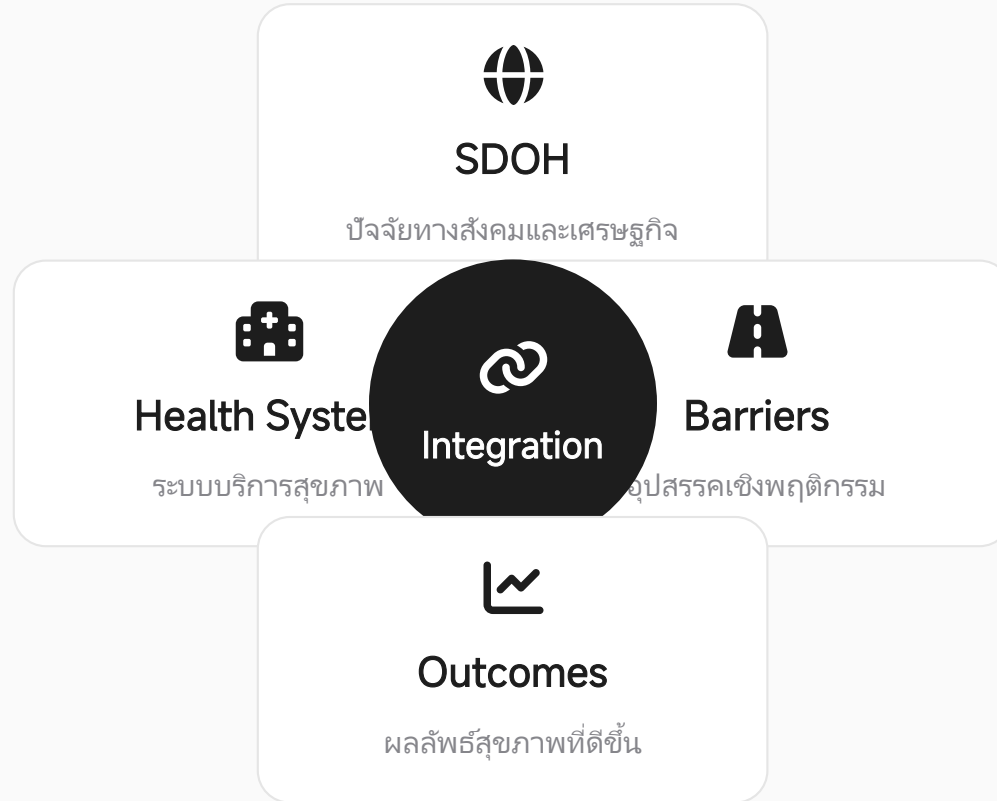 SDOH
ปัจจัยทางสังคมและเศรษฐกิจ
Health Syste
ระบบบริการสุขภาพ
Integration
Barriers
อุปสรรคเชิงพฤติกรรม
Outcomes
ผลลัพธ์สุขภาพที่ดีขึ้น